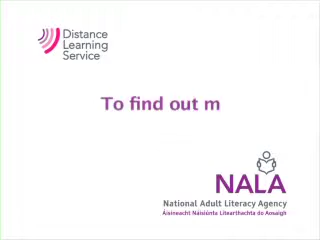 Distance
Learning
Service
To find out m
NALA
National Adult Literacy Agency
Áisíneacht Náisiúnta Litearthachta do Aosaigh